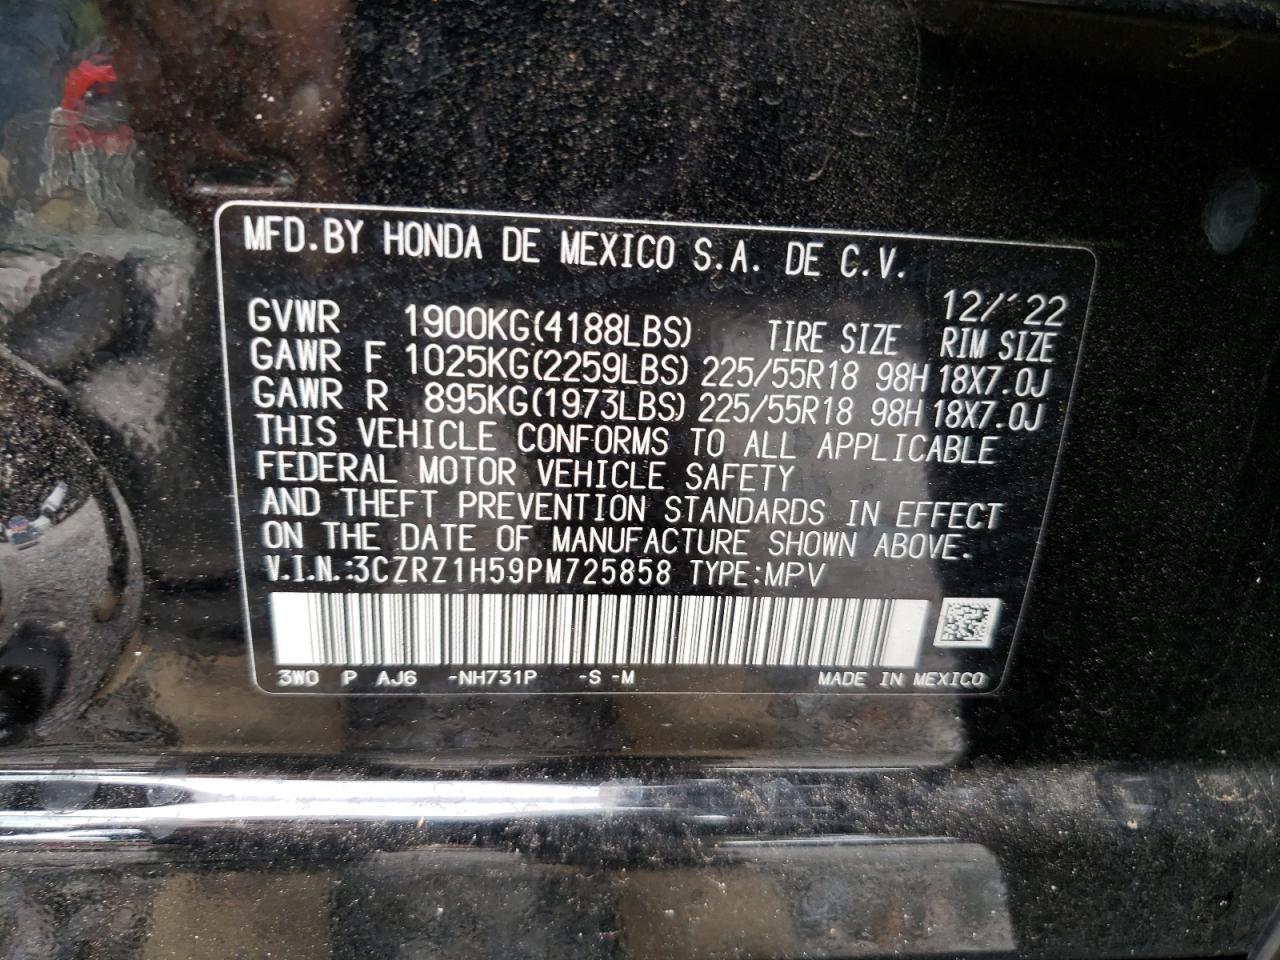 MFD.BY HONDA DE MEXICO S.A. DE C.V.
12/'22
GVWR 1900KG(4188LBS) TIRE SIZE RIM SIZE
GAWR F 1025KG(2259LBS) 225/55R18 98H 18X7.0J
GAWR R 895KG(1973LBS) 225/55R18 98H 18X7.0J
THIS VEHICLE CONFORMS TO ALL APPLICABLE
FEDERAL MOTOR VEHICLE SAFETY
AND THEFT PREVENTION STANDARDS IN EFFECT
ON THE DATE OF MANUFACTURE SHOWN ABOVE.
V.I.N.:3CZRZ1H59PM725858 TYPE:MPV
3W0 P AJ6 -NH731P -S -M MADE IN MEXICO